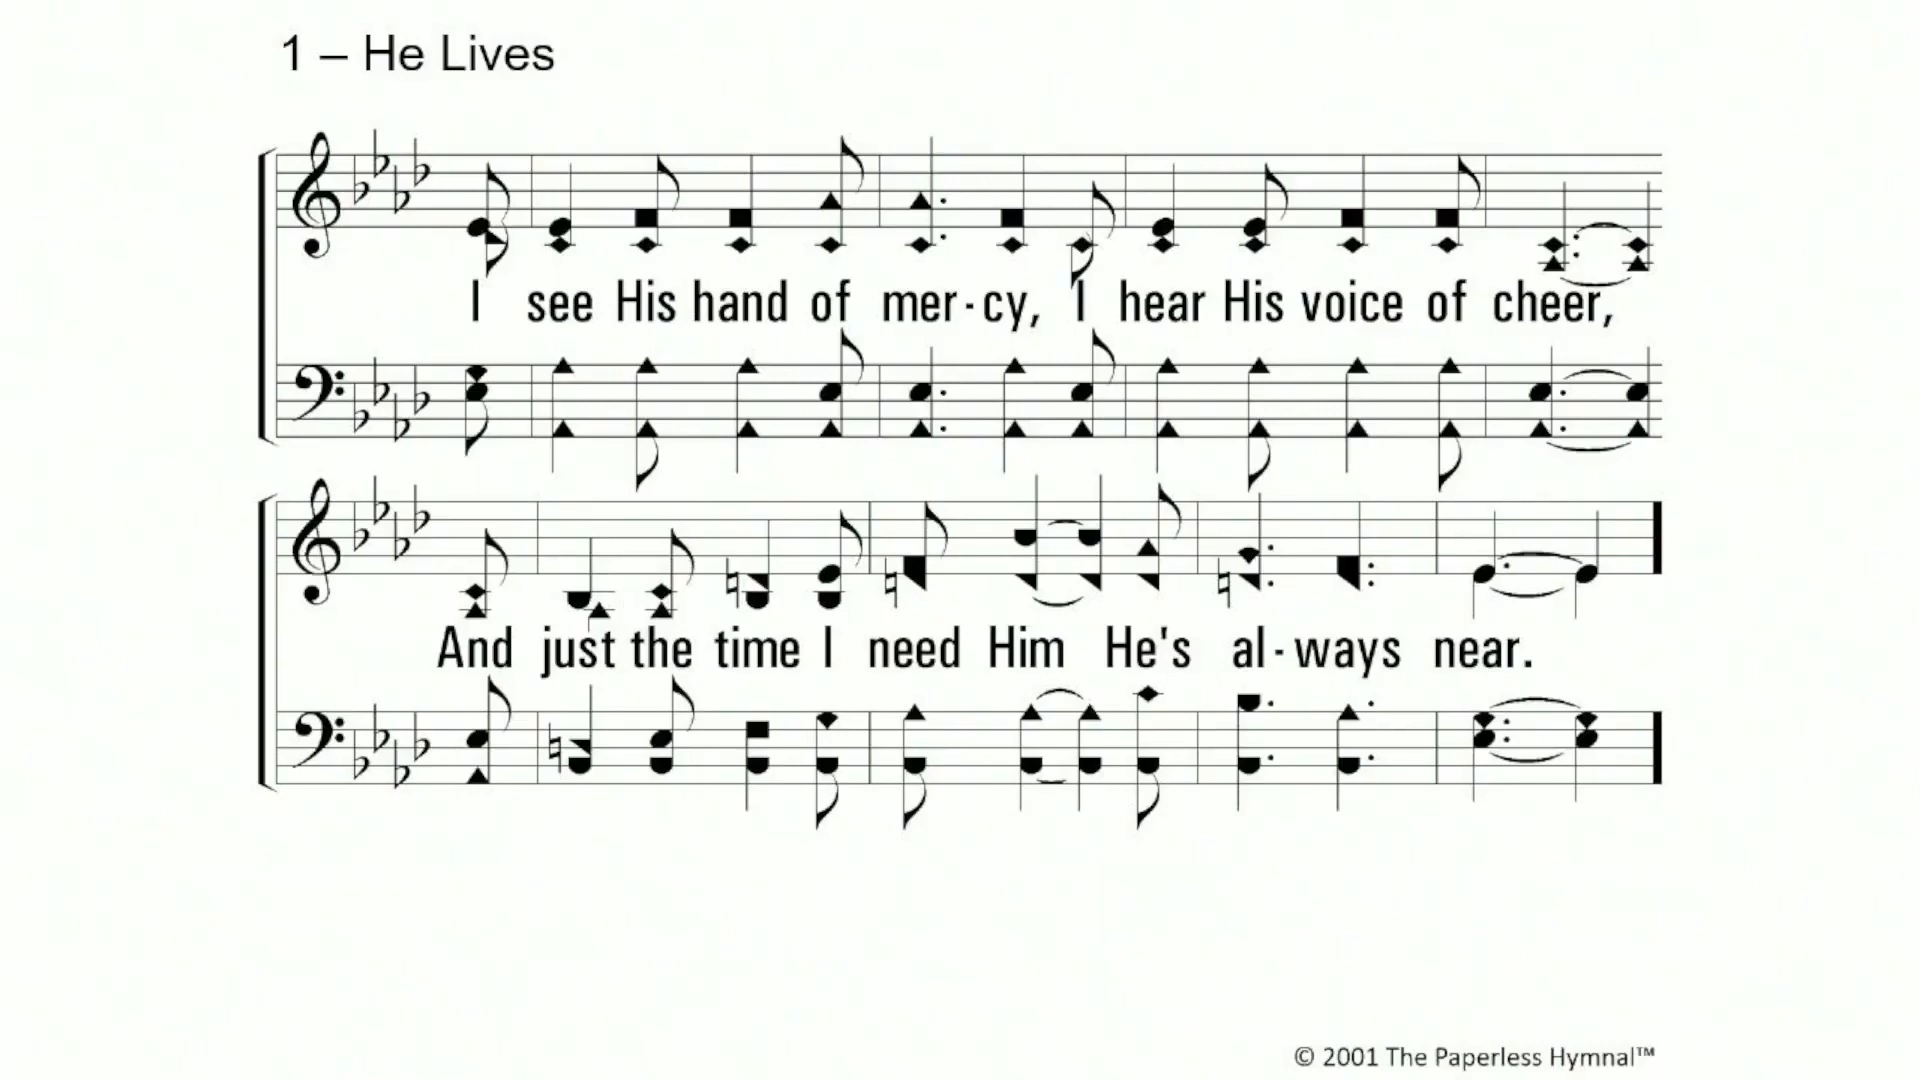 1 – He Lives
I see His hand of mer-cy, I hear His voice of cheer,
And just the time I need Him He's al-ways near.
© 2001 The Paperless Hymnal™